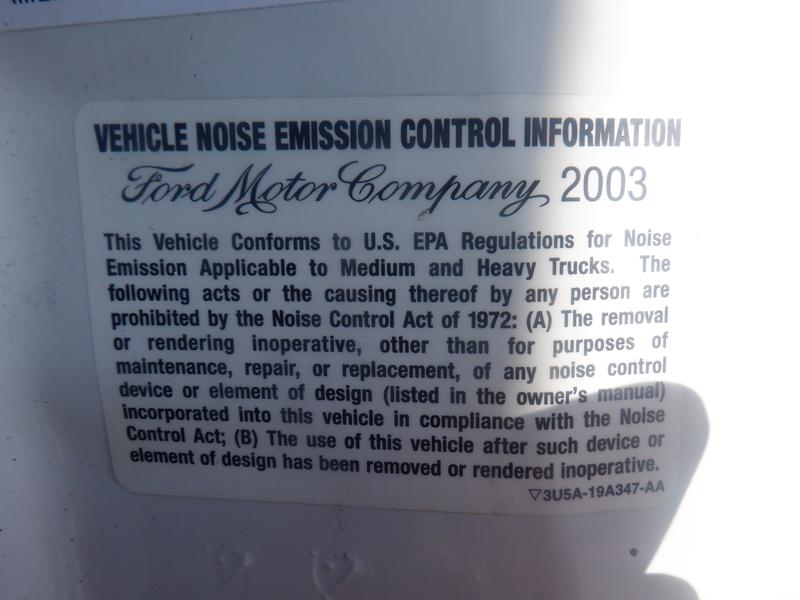 VEHICLE NOISE EMISSION CONTROL INFORMATION
Ford Motor Company 2003
This Vehicle Conforms to U.S. EPA Regulations for Noise
Emission Applicable to Medium and Heavy Trucks. The
following acts or the causing thereof by any person are
prohibited by the Noise Control Act of 1972: (A) The removal
or rendering inoperative, other than for purposes of
maintenance, repair, or replacement, of any noise control
device or element of design (listed in the owner's manual)
incorporated into this vehicle in compliance with the Noise
Control Act; (B) The use of this vehicle after such device or
element of design has been removed or rendered inoperative.
▽3U5A-19A347-AA